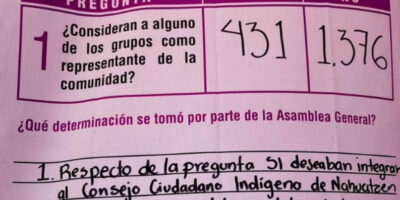 PREGUNTA
1 ¿Consideran a alguno de los grupos como representante de la comunidad? 431 1,376
¿Qué determinación se tomó por parte de la Asamblea General?
1. Respecto de la pregunta SI deseaban integrar
al Consejo Ciudadano Indígena de Nahuatzen